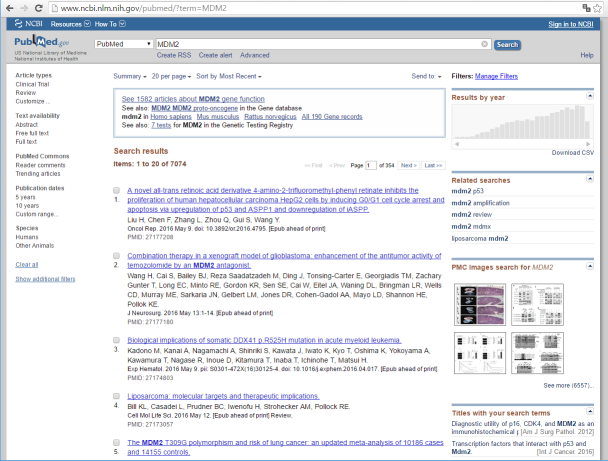 www.ncbi.nlm.nih.gov/pubmed/?term=MDM2
NCBI Resources How To Sign in to NCBI
PubMed.gov
US National Library of Medicine
National Institutes of Health
PubMed MDM2 Search
Create RSS Create alert Advanced Help
Article types
Clinical Trial
Review
Customize ...
Text availability
Abstract
Free full text
Full text
PubMed Commons
Reader comments
Trending articles
Publication dates
5 years
10 years
Custom range...
Species
Humans
Other Animals
Clear all
Show additional filters
Summary 20 per page Sort by Most Recent Send to:
See 1582 articles about MDM2 gene function
See also: MDM2 MDM2 proto-oncogene in the Gene database
mdm2 in Homo sapiens Mus musculus Rattus norvegicus All 190 Gene records
See also: 7 tests for MDM2 in the Genetic Testing Registry
Search results
Items: 1 to 20 of 7074
<< First < Prev Page 1 of 354 Next > Last >>
A novel all-trans retinoic acid derivative 4-amino-2-trifluoromethyl-phenyl retinate inhibits the
1. proliferation of human hepatocellular carcinoma HepG2 cells by inducing G0/G1 cell cycle arrest and
apoptosis via upregulation of p53 and ASPP1 and downregulation of iASPP.
Liu H, Chen F, Zhang L, Zhou Q, Gui S, Wang Y.
Oncol Rep. 2016 May 9. doi: 10.3892/or.2016.4795. [Epub ahead of print]
PMID: 27177208
Combination therapy in a xenograft model of glioblastoma: enhancement of the antitumor activity of
2. temozolomide by an MDM2 antagonist.
Wang H, Cai S, Bailey BJ, Reza Saadatzadeh M, Ding J, Tonsing-Carter E, Georgiadis TM, Zachary
Gunter T, Long EC, Minto RE, Gordon KR, Sen SE, Cai W, Eitel JA, Waning DL, Bringman LR, Wells
CD, Murray ME, Sarkaria JN, Gelbert LM, Jones DR, Cohen-Gadol AA, Mayo LD, Shannon HE,
Pollok KE.
J Neurosurg. 2016 May 13:1-14. [Epub ahead of print]
PMID: 27177180
Biological implications of somatic DDX41 p.R525H mutation in acute myeloid leukemia.
3. Kadono M, Kanai A, Nagamachi A, Shinriki S, Kawata J, Iwato K, Kyo T, Oshima K, Yokoyama A,
Kawamura T, Nagase R, Inoue D, Kitamura T, Inaba T, Ichinohe T, Matsui H.
Exp Hematol. 2016 May 9. pii: S0301-472X(16)30125-4. doi: 10.1016/j.exphem.2016.04.017. [Epub ahead of print]
PMID: 27174803
Liposarcoma: molecular targets and therapeutic implications.
4. Bill KL, Casadei L, Prudner BC, Iwenofu H, Strohecker AM, Pollock RE.
Cell Mol Life Sci. 2016 May 12. [Epub ahead of print] Review.
PMID: 27173057
The MDM2 T309G polymorphism and risk of lung cancer: an updated meta-analysis of 10186 cases
5. and 14155 controls.
Filters: Manage Filters
Results by year
Download CSV
Related searches
mdm2 p53
mdm2 amplification
mdm2 review
mdm2 mdmx
liposarcoma mdm2
PMC Images search for MDM2
See more (6557)...
Titles with your search terms
Diagnostic utility of p16, CDK4, and MDM2 as an
immunohistochemical [Am J Surg Pathol. 2012]
Transcription factors that interact with p53 and
Mdm2. [Int J Cancer. 2016]